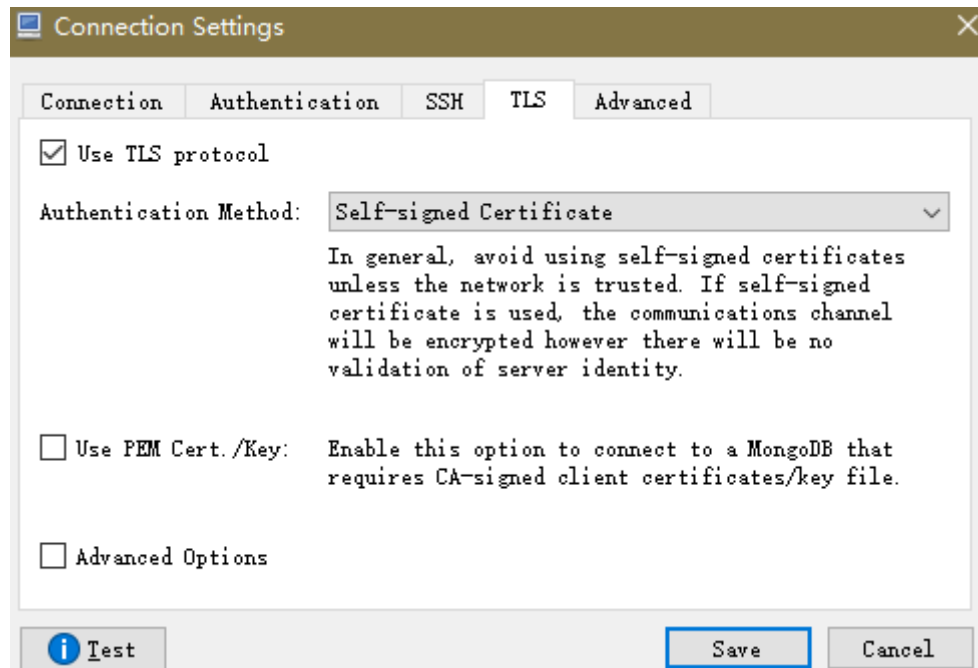 Connection Settings
Connection Authentication SSH TLS Advanced
Use TLS protocol
Authentication Method: Self-signed Certificate
In general, avoid using self-signed certificates
unless the network is trusted. If self-signed
certificate is used, the communications channel
will be encrypted however there will be no
validation of server identity.
Use PEM Cert./Key: Enable this option to connect to a MongoDB that
requires CA-signed client certificates/key file.
Advanced Options
Test Save Cancel